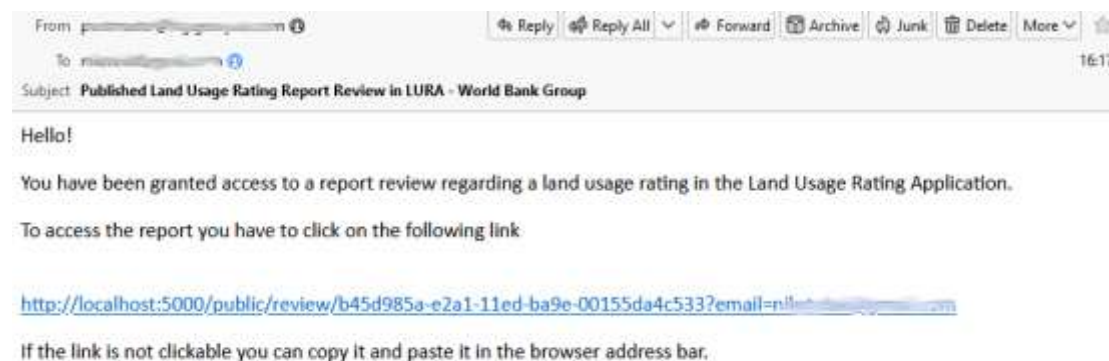 From
Reply Reply All Forward Archive Junk Delete More
To
16:17
Subject Published Land Usage Rating Report Review in LURA - World Bank Group
Hello!
You have been granted access to a report review regarding a land usage rating in the Land Usage Rating Application.
To access the report you have to click on the following link
http://localhost:5000/public/review/b45d985a-e2a1-11ed-ba9e-00155da4c533?email=
If the link is not clickable you can copy it and paste it in the browser address bar.